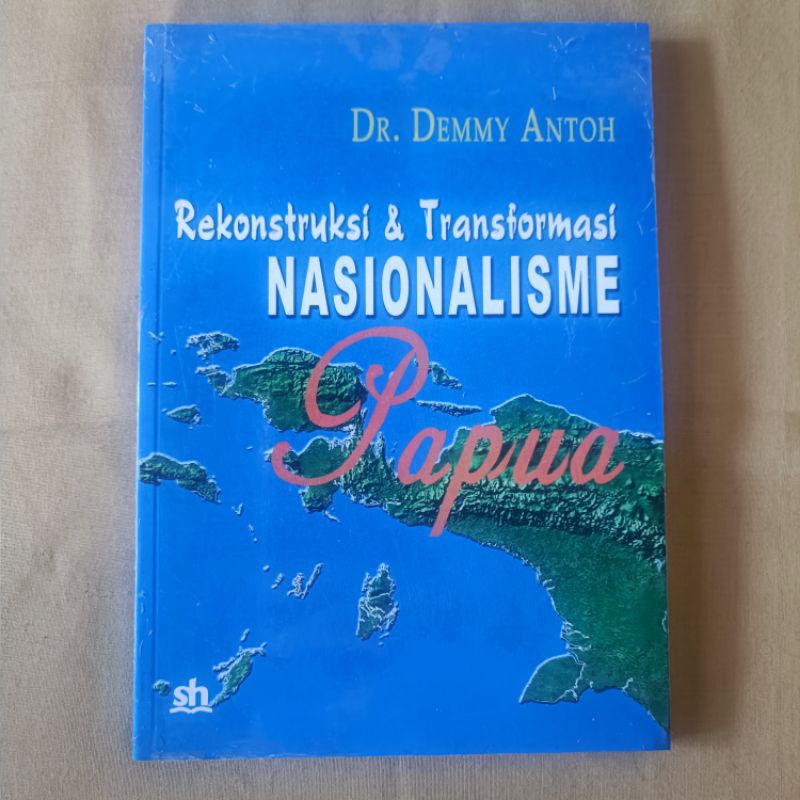 DR. DEMMY ANTOH
Rekonstruksi & Transformasi
NASIONALISME
Papua
sh